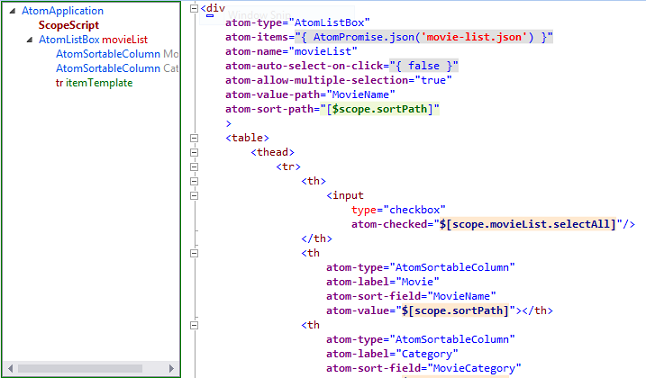 AtomApplication
ScopeScript
AtomListBox movieList
AtomSortableColumn Mo
AtomSortableColumn Cat
tr itemTemplate
<div
atom-type="AtomListBox"
atom-items="{ AtomPromise.json('movie-list.json') }"
atom-name="movieList"
atom-auto-select-on-click="{ false }"
atom-allow-multiple-selection="true"
atom-value-path="MovieName"
atom-sort-path="[$scope.sortPath]"
>
<table>
<thead>
<tr>
<th>
<input
type="checkbox"
atom-checked="$[scope.movieList.selectAll]"/>
</th>
<th
atom-type="AtomSortableColumn"
atom-label="Movie"
atom-sort-field="MovieName"
atom-value="$[scope.sortPath]"></th>
<th
atom-type="AtomSortableColumn"
atom-label="Category"
atom-sort-field="MovieCategory"